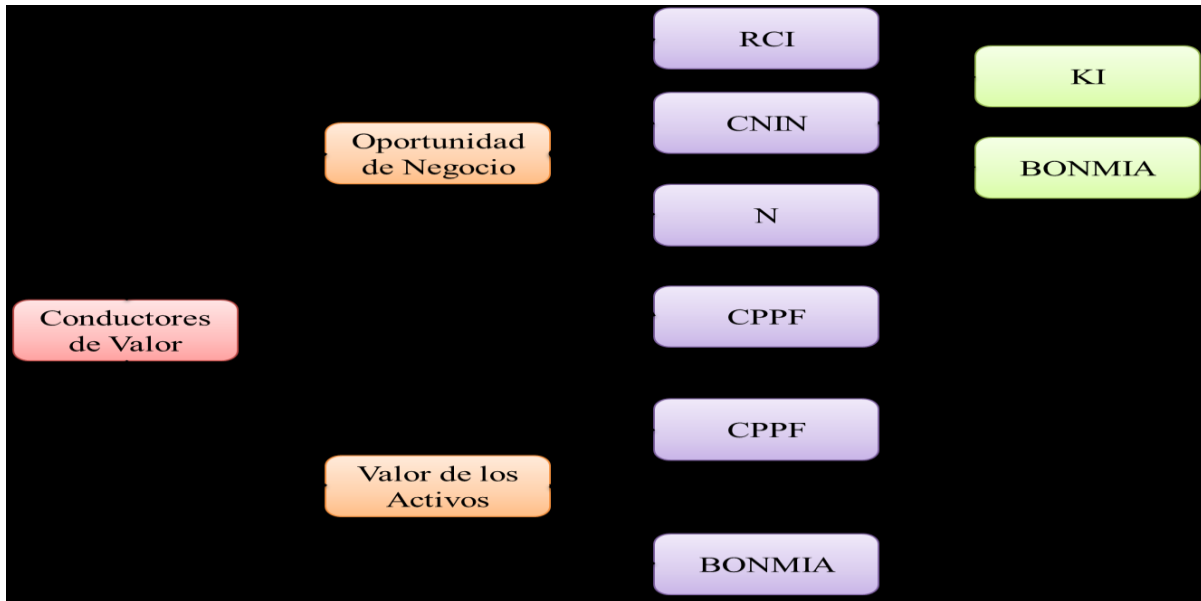 Conductores
de Valor
Oportunidad
de Negocio
RCI
CNIN
KI
BONMIA
N
CPPF
Valor de los
Activos
CPPF
BONMIA